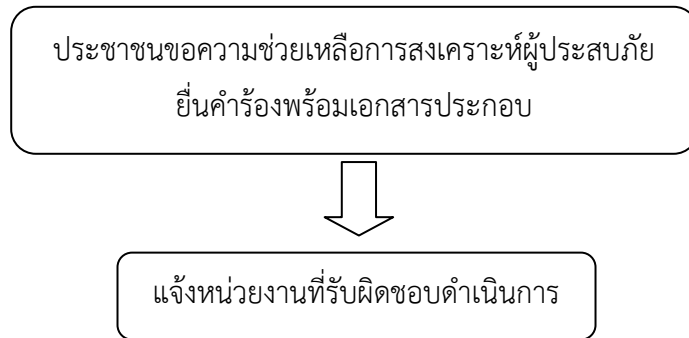 ประชาชนขอความช่วยเหลือการสงเคราะห์ผู้ประสบภัย
ยื่นคำร้องพร้อมเอกสารประกอบ
แจ้งหน่วยงานที่รับผิดชอบดำเนินการ